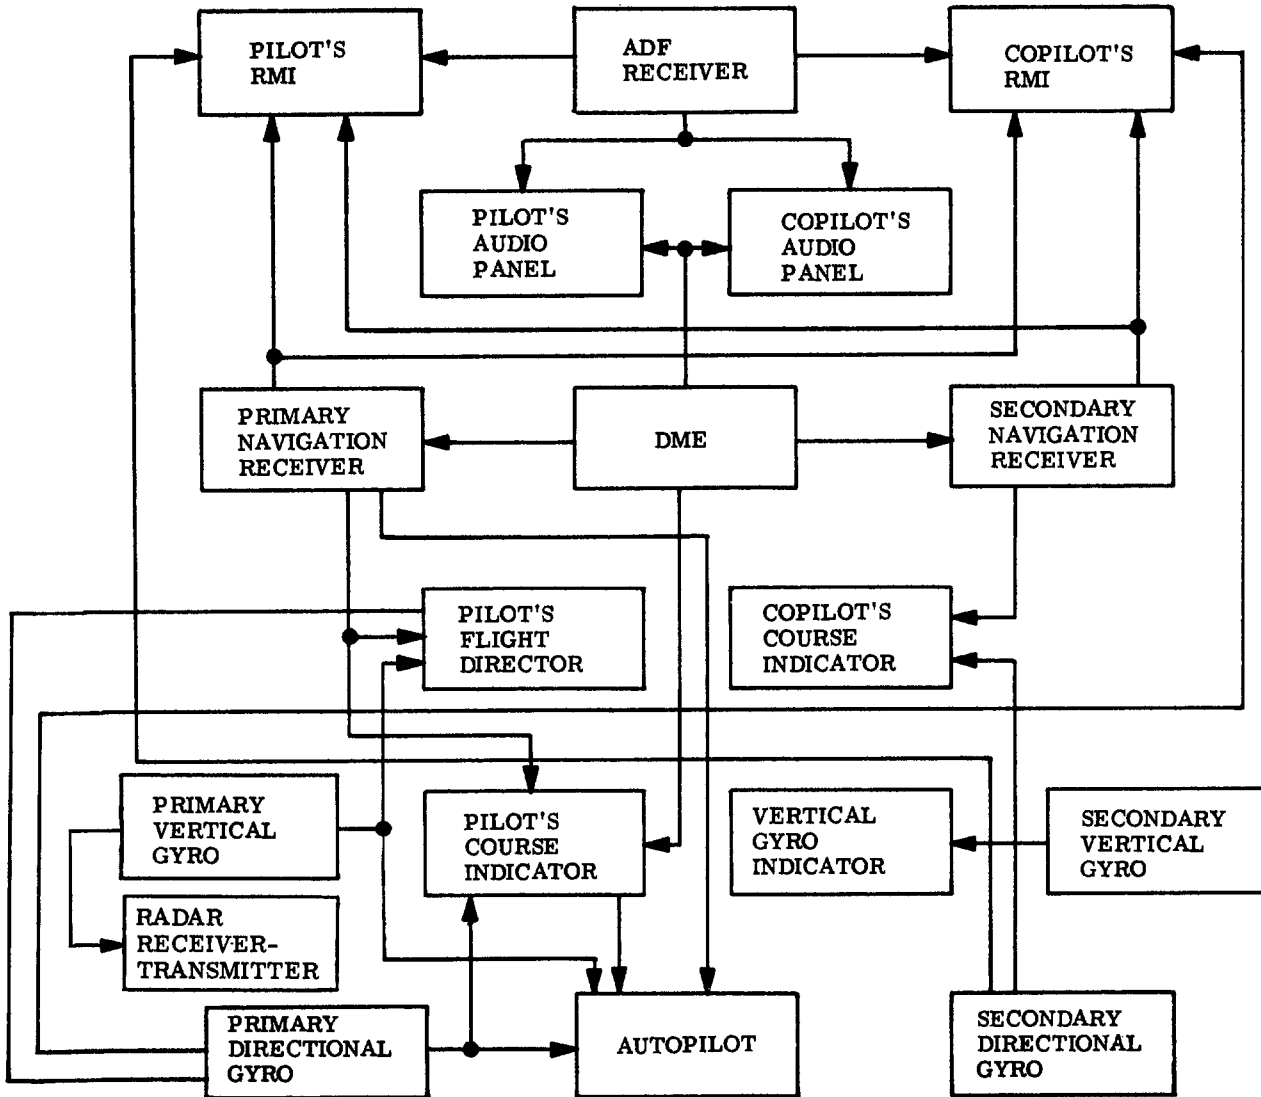 PILOT'S
RMI
ADF
RECEIVER
COPILOT'S
RMI
PILOT'S
AUDIO
PANEL
COPILOT'S
AUDIO
PANEL
PRIMARY
NAVIGATION
RECEIVER
DME
SECONDARY
NAVIGATION
RECEIVER
PILOT'S
FLIGHT
DIRECTOR
COPILOT'S
COURSE
INDICATOR
PRIMARY
VERTICAL
GYRO
PILOT'S
COURSE
INDICATOR
VERTICAL
GYRO
INDICATOR
SECONDARY
VERTICAL
GYRO
RADAR
RECEIVER-
TRANSMITTER
PRIMARY
DIRECTIONAL
GYRO
AUTOPILOT
SECONDARY
DIRECTIONAL
GYRO